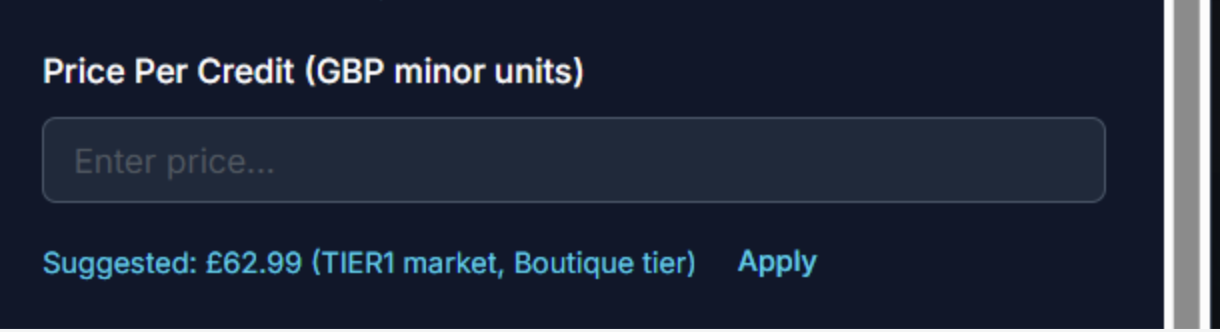 Price Per Credit (GBP minor units)
Enter price...
Suggested: £62.99 (TIER1 market, Boutique tier) Apply